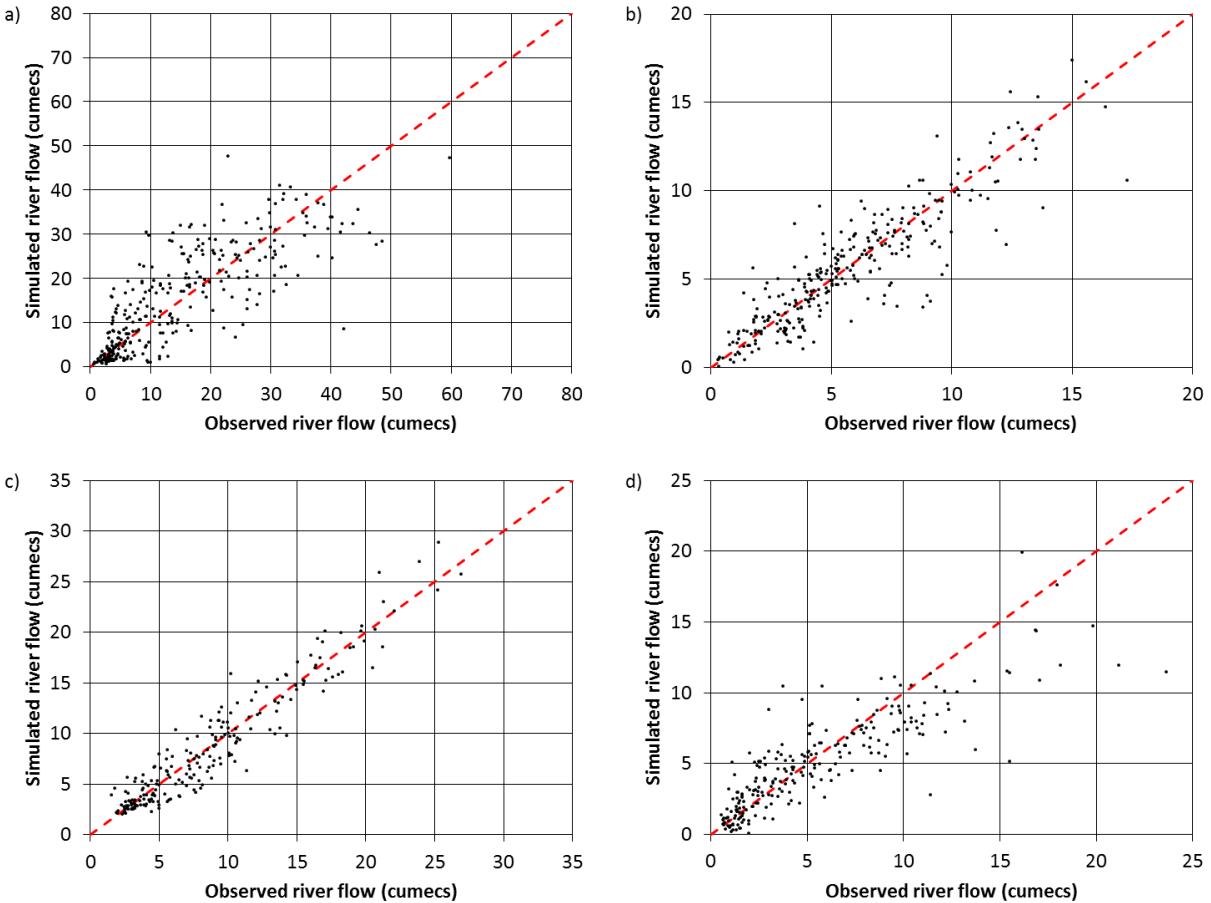 a)
Simulated river flow (cumecs)
80
70
60
50
40
30
20
10
0
0 10 20 30 40 50 60 70 80
Observed river flow (cumecs)
b)
Simulated river flow (cumecs)
20
15
10
5
0
0 5 10 15 20
Observed river flow (cumecs)
c)
Simulated river flow (cumecs)
35
30
25
20
15
10
5
0
0 5 10 15 20 25 30 35
Observed river flow (cumecs)
d)
Simulated river flow (cumecs)
25
20
15
10
5
0
0 5 10 15 20 25
Observed river flow (cumecs)